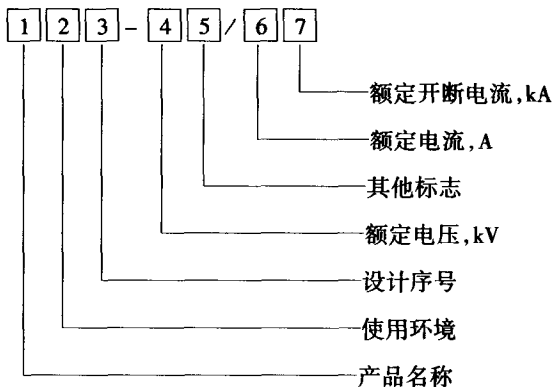 1 2 3 - 4 5 / 6 7
额定开断电流,kA
额定电流,A
其他标志
额定电压,kV
设计序号
使用环境
产品名称